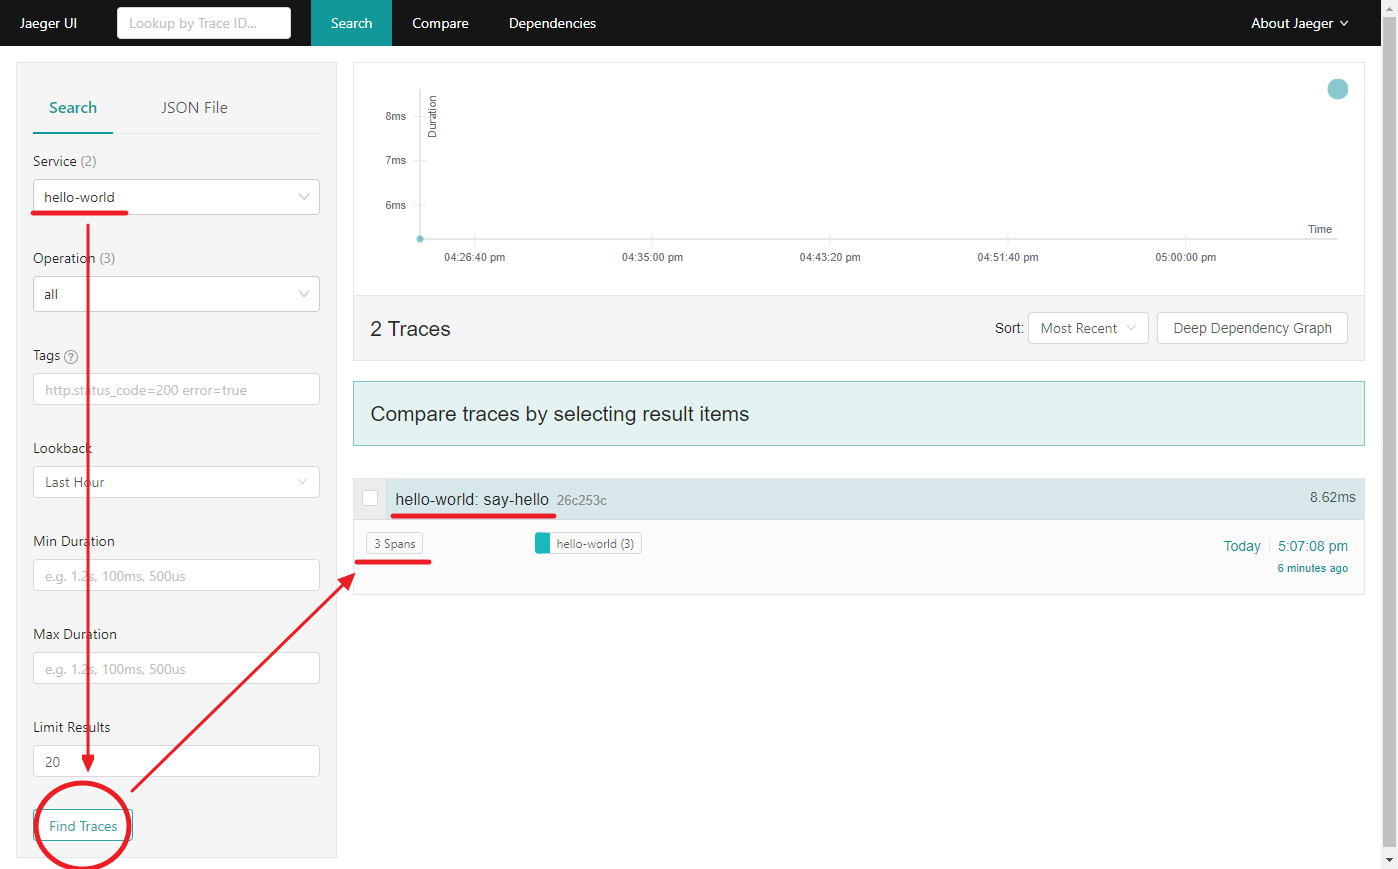 Jaeger UI
Lookup by Trace ID...
Search
Compare
Dependencies
About Jaeger
Search
JSON File
Service (2)
hello-world
Operation (3)
all
Tags ?
http.status_code=200 error=true
Lookback
Last Hour
Min Duration
e.g. 1.2s, 100ms, 500us
Max Duration
e.g. 1.2s, 100ms, 500us
Limit Results
20
Find Traces
Duration
8ms
7ms
6ms
Time
04:26:40 pm
04:35:00 pm
04:43:20 pm
04:51:40 pm
05:00:00 pm
2 Traces
Sort: Most Recent
Deep Dependency Graph
Compare traces by selecting result items
hello-world: say-hello 26c253c
8.62ms
3 Spans
hello-world (3)
Today
5:07:08 pm
6 minutes ago